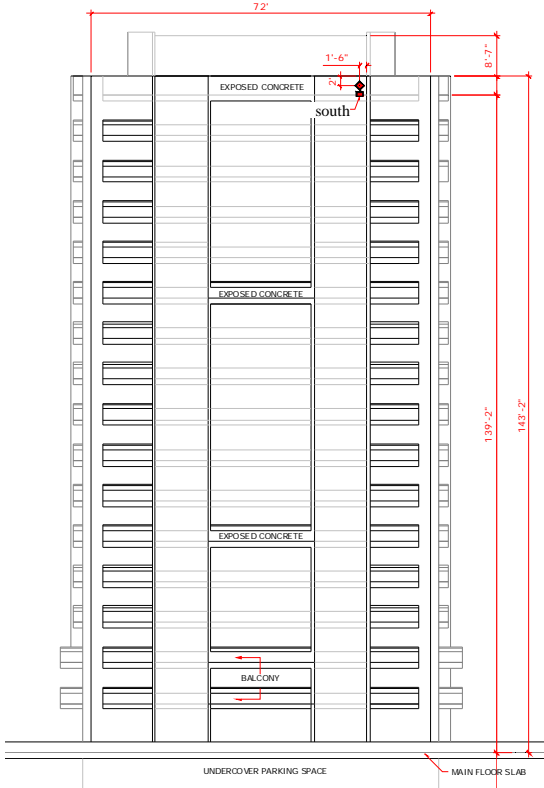 72'
8'-7"
1'-6"
2'
EXPOSED CONCRETE
south
EXPOSED CONCRETE
139'-2"
143'-2"
EXPOSED CONCRETE
BALCONY
UNDERCOVER PARKING SPACE
MAIN FLOOR SLAB